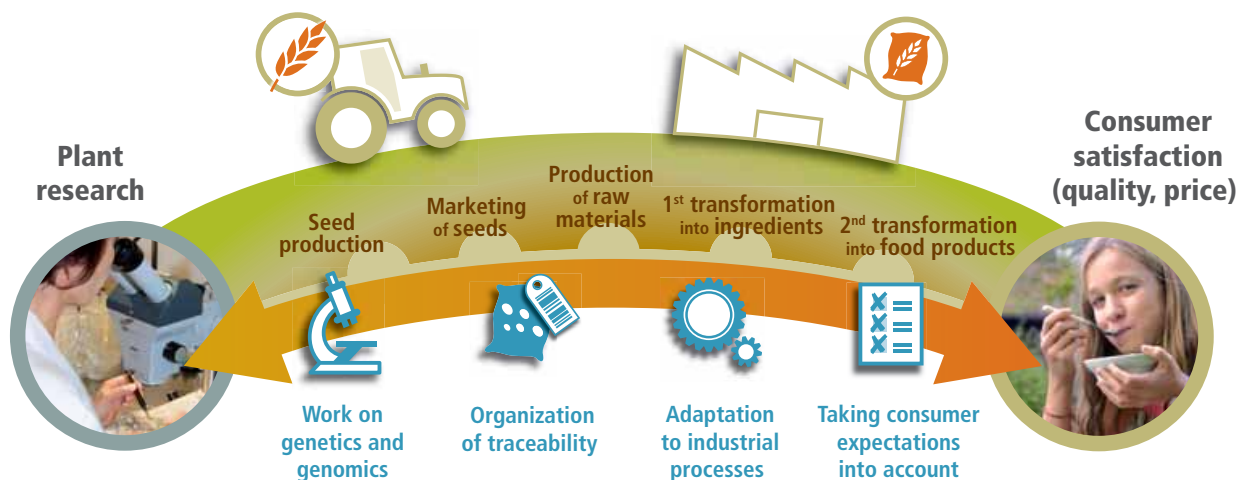 Plant
research
Seed
production
Marketing
of seeds
Production
of raw
materials
1st transformation
into ingredients
2nd transformation
into food products
Consumer
satisfaction
(quality, price)
Work on
genetics and
genomics
Organization
of traceability
Adaptation
to industrial
processes
Taking consumer
expectations
into account